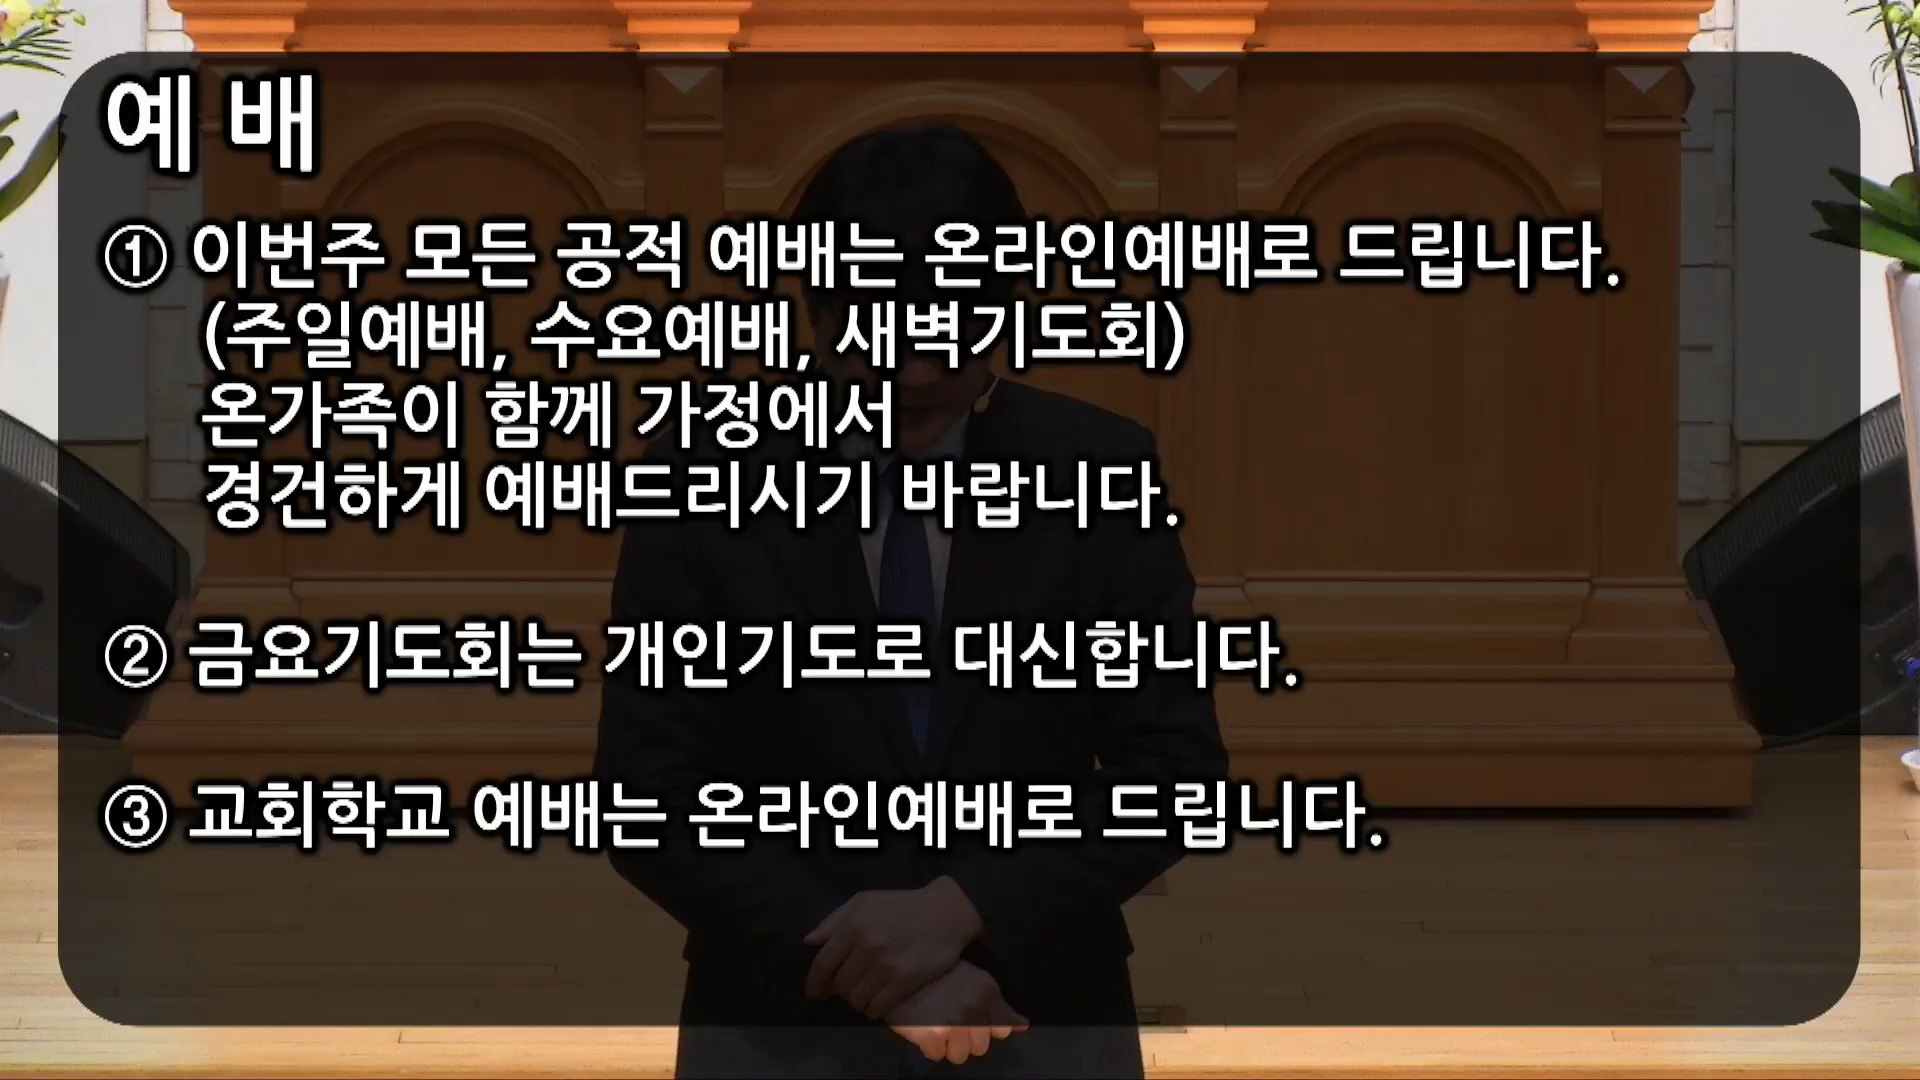 예 배
① 이번주 모든 공적 예배는 온라인예배로 드립니다.
(주일예배, 수요예배, 새벽기도회)
온가족이 함께 가정에서
경건하게 예배드리시기 바랍니다.
② 금요기도회는 개인기도로 대신합니다.
③ 교회학교 예배는 온라인예배로 드립니다.